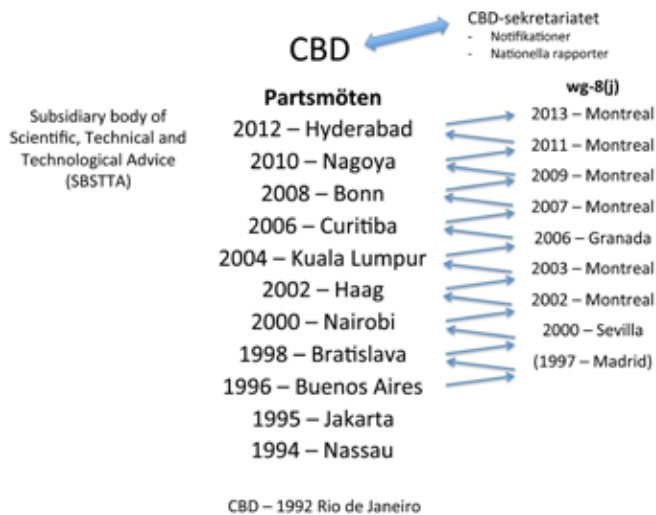 CBD
CBD-sekretariatet
- Notifikationer
- Nationella rapporter
Subsidiary body of
Scientific, Technical and
Technological Advice
(SBSTTA)
Partsmöten
2012 – Hyderabad
2010 – Nagoya
2008 – Bonn
2006 – Curitiba
2004 – Kuala Lumpur
2002 – Haag
2000 – Nairobi
1998 – Bratislava
1996 – Buenos Aires
1995 – Jakarta
1994 – Nassau
wg-8(j)
2013 – Montreal
2011 – Montreal
2009 – Montreal
2007 – Montreal
2006 – Granada
2003 – Montreal
2002 – Montreal
2000 – Sevilla
(1997 – Madrid)
CBD – 1992 Rio de Janeiro